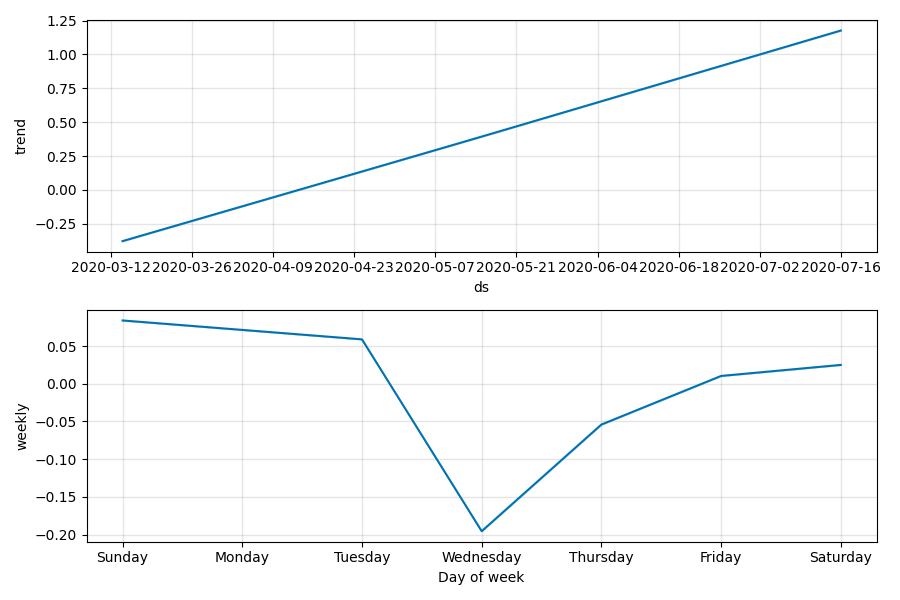 1.25
1.00
0.75
0.50
0.25
0.00
−0.25
trend
2020-03-12 2020-03-26 2020-04-09 2020-04-23 2020-05-07 2020-05-21 2020-06-04 2020-06-18 2020-07-02 2020-07-16
ds
0.05
0.00
−0.05
−0.10
−0.15
−0.20
weekly
Sunday Monday Tuesday Wednesday Thursday Friday Saturday
Day of week